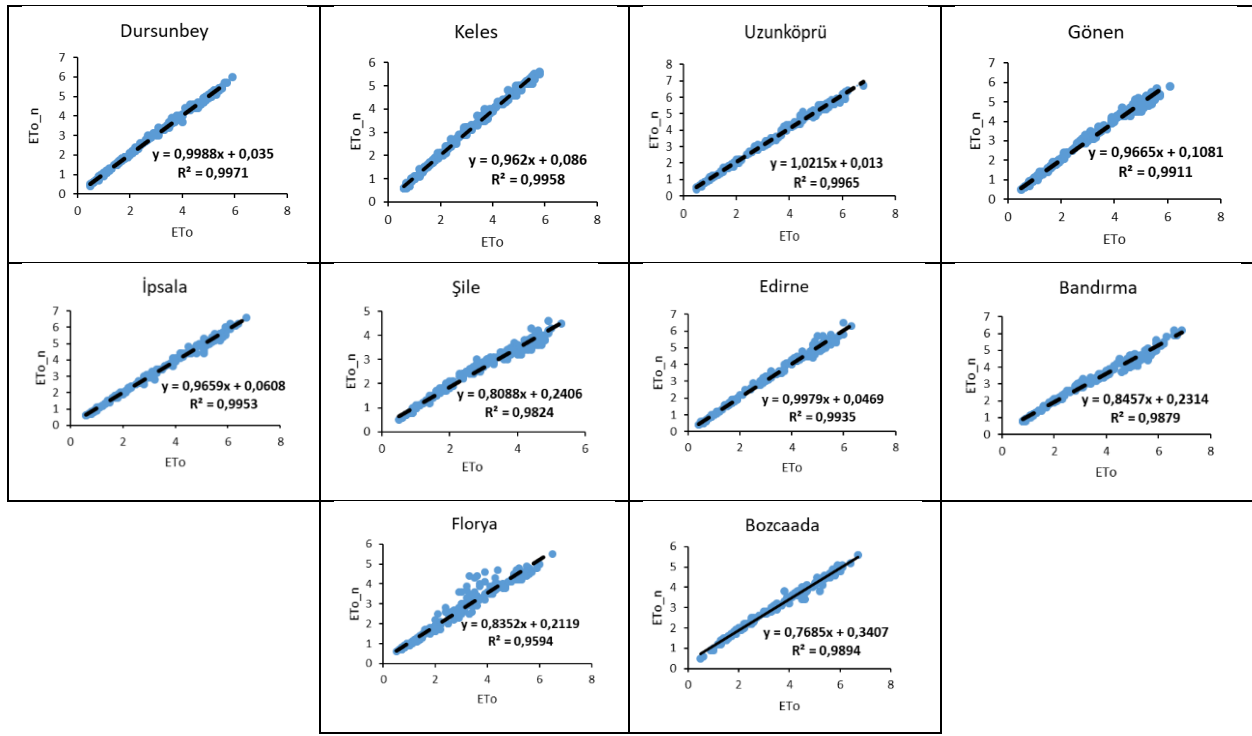 Dursunbey
7
6
5
4
3
2
1
0
ETo_n
y = 0,9988x + 0,035
R² = 0,9971
0 2 4 6 8
ETo
Keles
6
5
4
3
2
1
0
ETo_n
y = 0,962x + 0,086
R² = 0,9958
0 2 4 6 8
ETo
Uzunköprü
8
7
6
5
4
3
2
1
0
ETo_n
y = 1,0215x + 0,013
R² = 0,9965
0 2 4 6 8
ETo
Gönen
7
6
5
4
3
2
1
0
ETo_n
y = 0,9665x + 0,1081
R² = 0,9911
0 2 4 6 8
ETo
İpsala
7
6
5
4
3
2
1
0
ETo_n
y = 0,9659x + 0,0608
R² = 0,9953
0 2 4 6 8
ETo
Şile
5
4
3
2
1
0
ETo_n
y = 0,8088x + 0,2406
R² = 0,9824
0 2 4 6
ETo
Edirne
7
6
5
4
3
2
1
0
ETo_n
y = 0,9979x + 0,0469
R² = 0,9935
0 2 4 6 8
ETo
Bandırma
7
6
5
4
3
2
1
0
ETo_n
y = 0,8457x + 0,2314
R² = 0,9879
0 2 4 6 8
ETo
Florya
6
5
4
3
2
1
0
ETo_n
y = 0,8352x + 0,2119
R² = 0,9594
0 2 4 6 8
ETo
Bozcaada
6
5
4
3
2
1
0
ETo_n
y = 0,7685x + 0,3407
R² = 0,9894
0 2 4 6 8
ETo